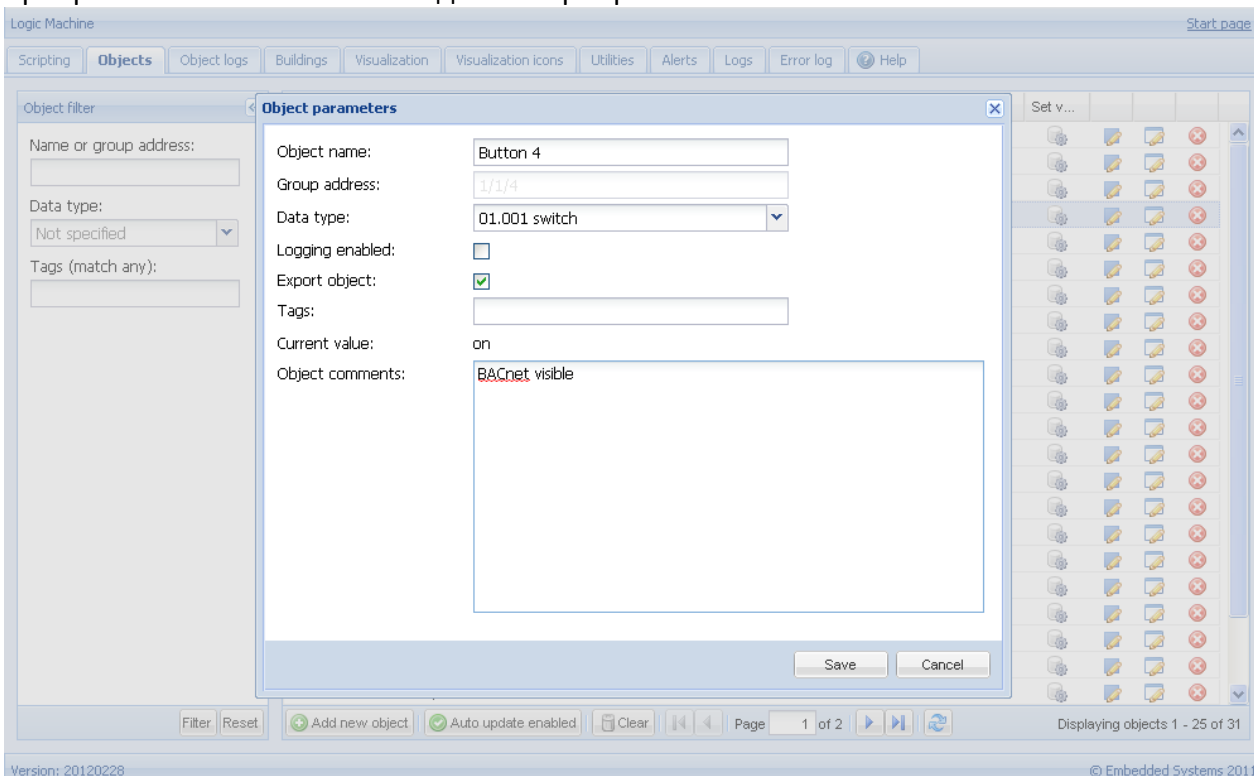 Logic Machine
Start page
Scripting Objects Object logs Buildings Visualization Visualization icons Utilities Alerts Logs Error log Help
Object filter
Name or group address:
Data type:
Not specified
Tags (match any):
Filter Reset
Object parameters
Object name: Button 4
Group address: 1/1/4
Data type: 01.001 switch
Logging enabled:
Export object:
Tags:
Current value: on
Object comments: BACnet visible
Save Cancel
Set v...
Add new object Auto update enabled Clear Page 1 of 2 Displaying objects 1 - 25 of 31
Version: 20120228
© Embedded Systems 2011